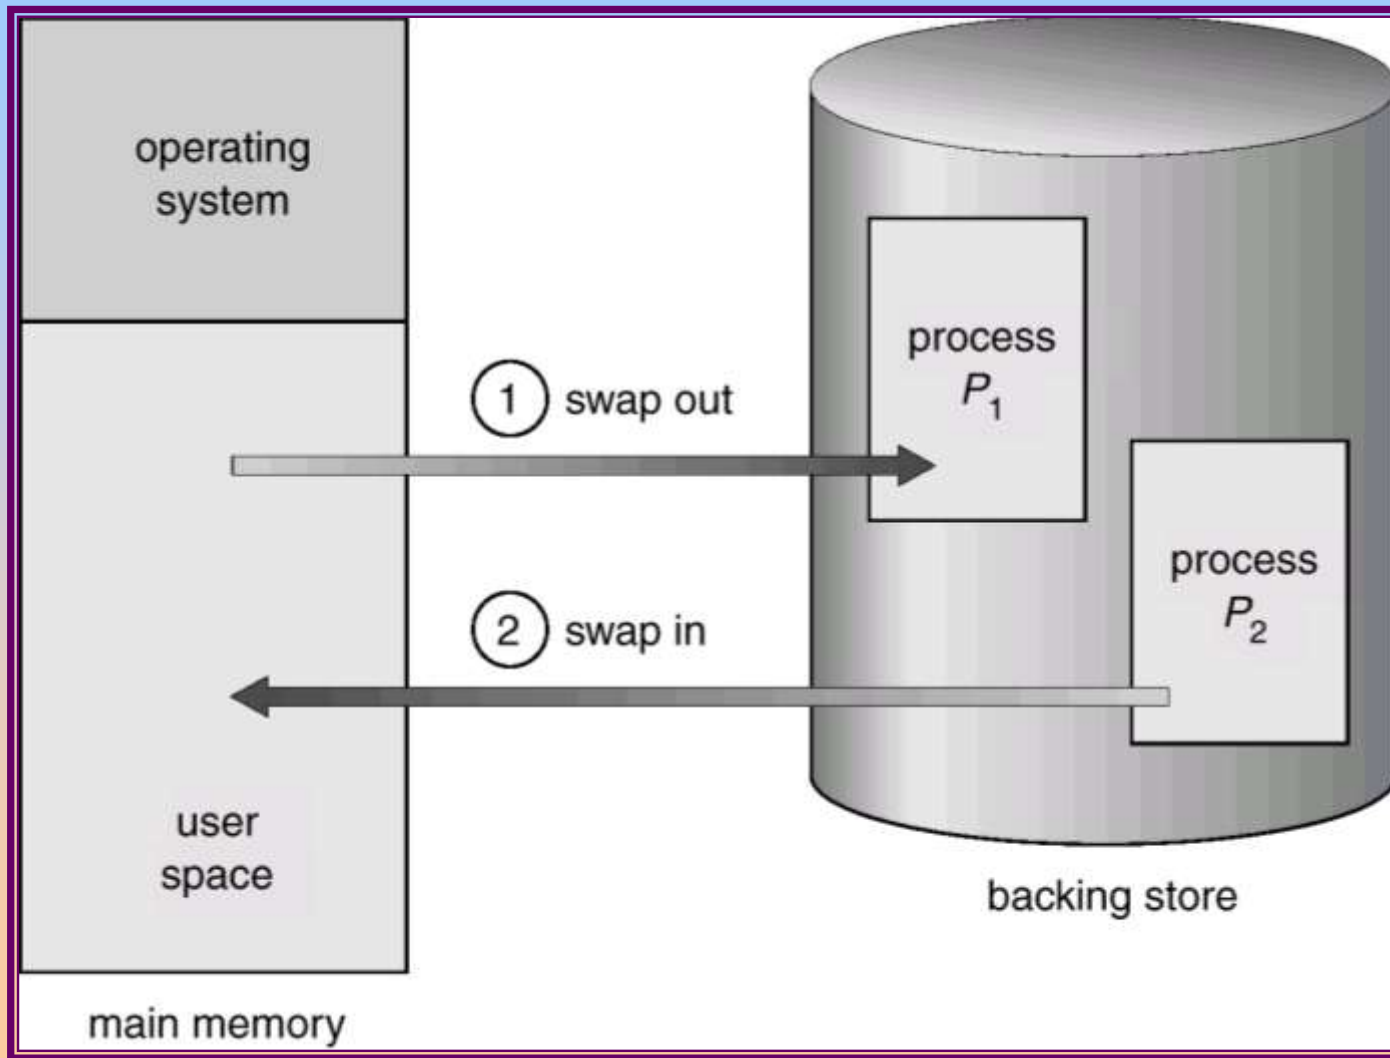 operating
system
1 swap out
process
P1
process
P2
2 swap in
user
space
backing store
main memory